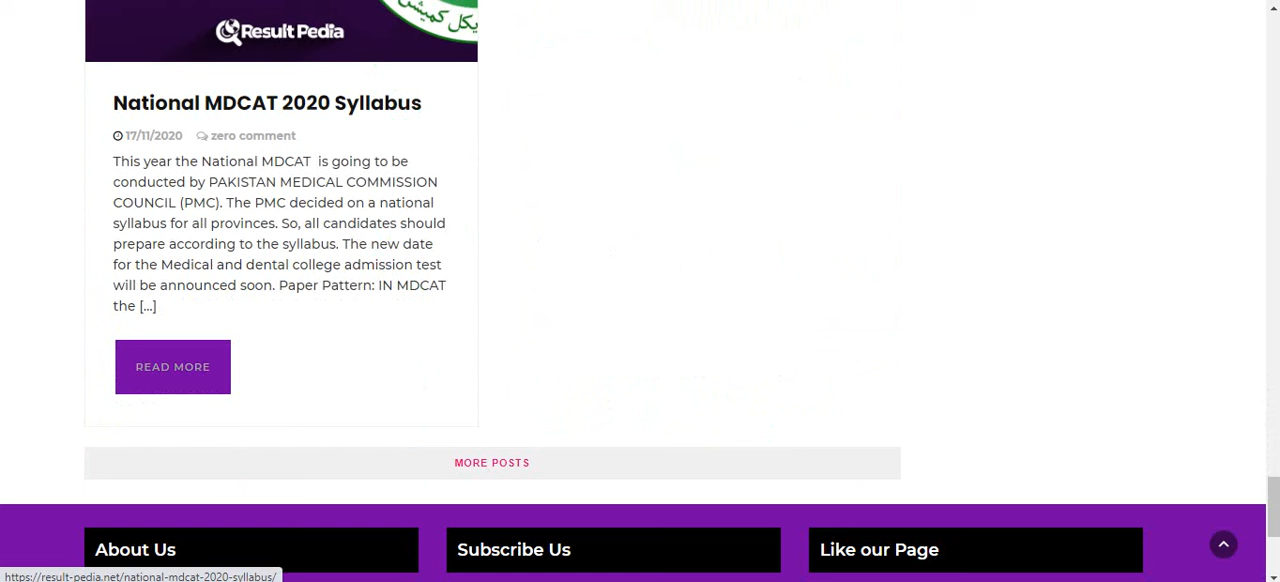 یکل کمیشن
Result Pedia
National MDCAT 2020 Syllabus
17/11/2020 zero comment
This year the National MDCAT is going to be
conducted by PAKISTAN MEDICAL COMMISSION
COUNCIL (PMC). The PMC decided on a national
syllabus for all provinces. So, all candidates should
prepare according to the syllabus. The new date
for the Medical and dental college admission test
will be announced soon. Paper Pattern: IN MDCAT
the [...]
READ MORE
MORE POSTS
About Us
Subscribe Us
Like our Page
https://result-pedia.net/national-mdcat-2020-syllabus/